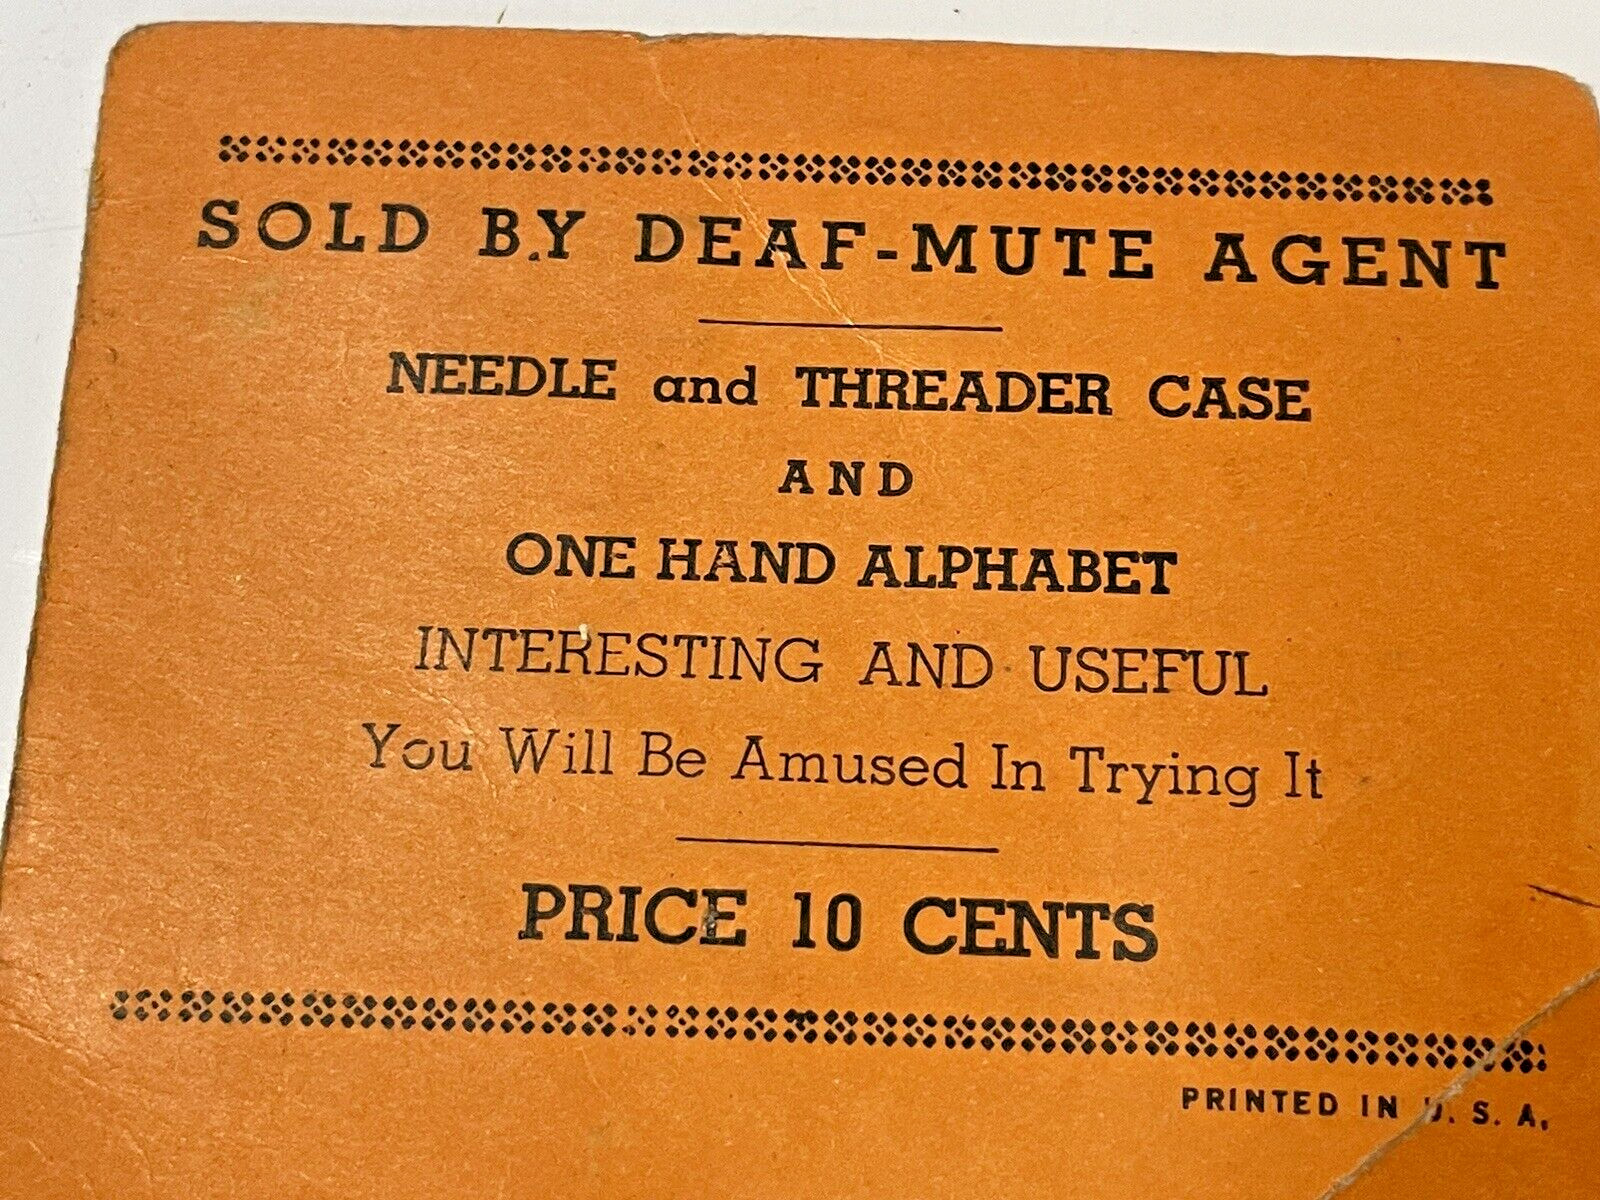 SOLD BY DEAF-MUTE AGENT
NEEDLE and THREADER CASE
AND
ONE HAND ALPHABET
INTERESTING AND USEFUL
You Will Be Amused In Trying It
PRICE 10 CENTS
PRINTED IN U. S. A.